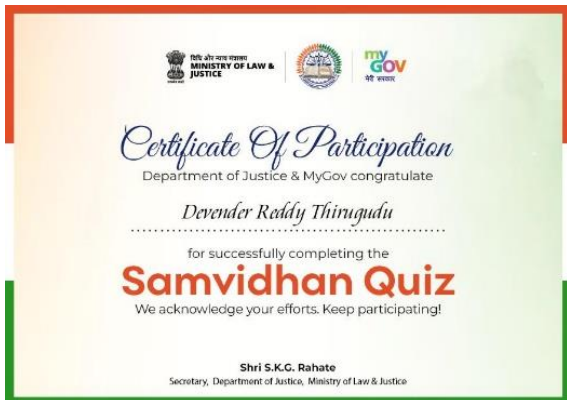 विधि और न्याय मंत्रालय
MINISTRY OF LAW &
JUSTICE
my
GOV
मेरी सरकार
Certificate Of Participation
Department of Justice & MyGov congratulate
Devender Reddy Thirugudu
for successfully completing the
Samvidhan Quiz
We acknowledge your efforts. Keep participating!
Shri S.K.G. Rahate
Secretary, Department of Justice, Ministry of Law & Justice